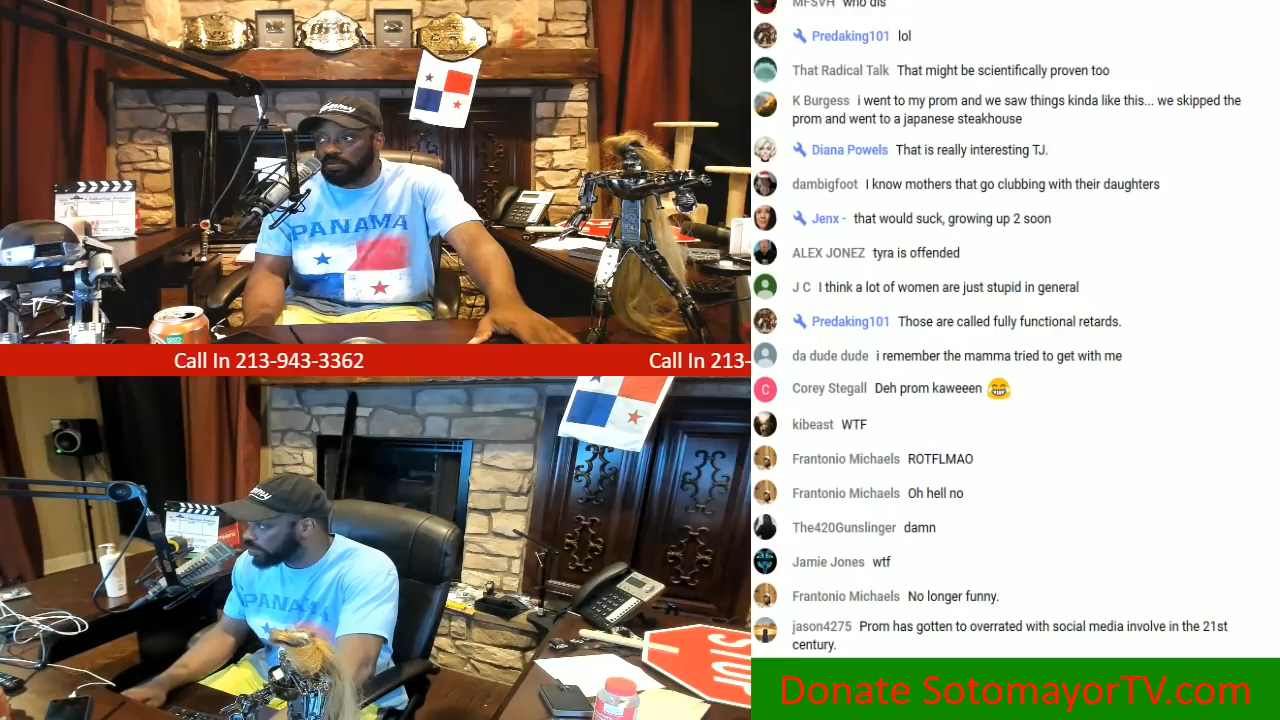 PANAMA
Call In 213-943-3362
Call In 213-
PANAMA
MFSVH who dis
Predaking101 lol
That Radical Talk That might be scientifically proven too
K Burgess i went to my prom and we saw things kinda like this... we skipped the
prom and went to a japanese steakhouse
Diana Powels That is really interesting TJ.
dambigfoot I know mothers that go clubbing with their daughters
Jenx - that would suck, growing up 2 soon
ALEX JONEZ tyra is offended
J C I think a lot of women are just stupid in general
Predaking101 Those are called fully functional retards.
da dude dude i remember the mamma tried to get with me
C
Corey Stegall Deh prom kaweeen 😂
kibeast WTF
Frantonio Michaels ROTFLMAO
Frantonio Michaels Oh hell no
The420Gunslinger damn
Jamie Jones wtf
Frantonio Michaels No longer funny.
jason4275 Prom has gotten to overrated with social media involve in the 21st
century.
Donate SotomayorTV.com